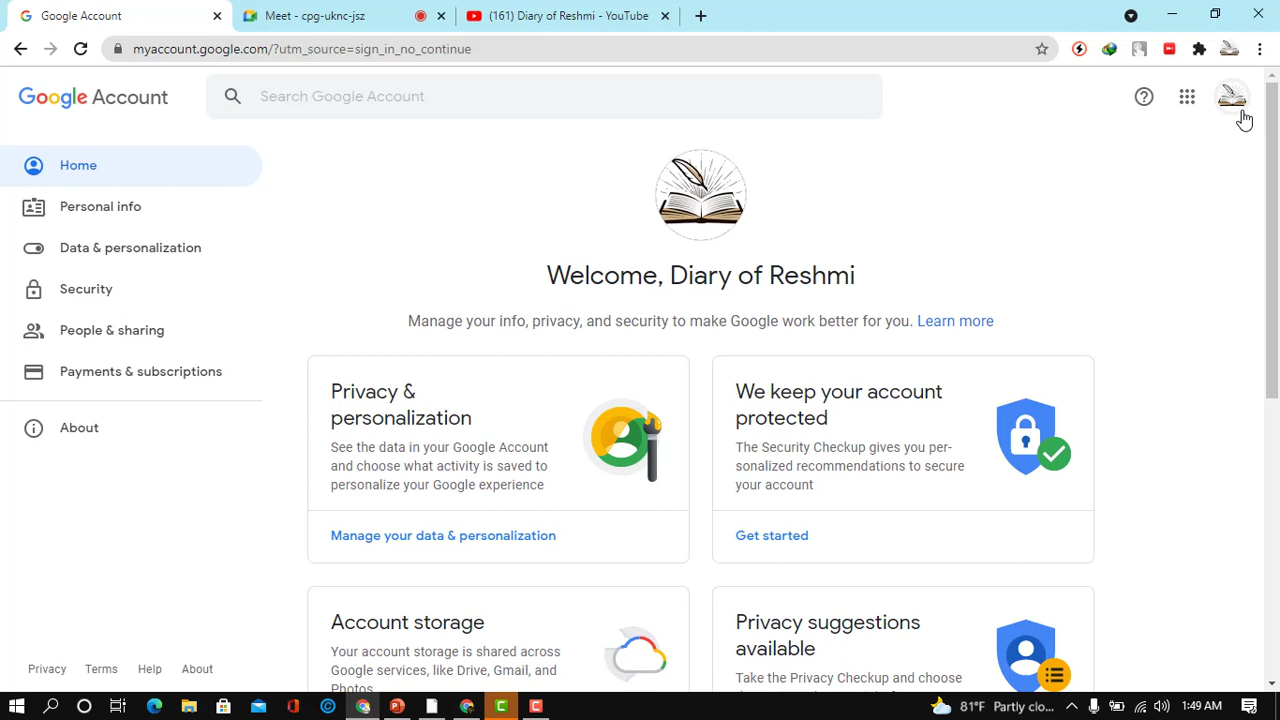 Google Account
Meet - cpg-uknc-jsz
(161) Diary of Reshmi - YouTube
myaccount.google.com/?utm_source=sign_in_no_continue
Google Account
Search Google Account
Home
Personal info
Data & personalization
Security
People & sharing
Payments & subscriptions
About
Welcome, Diary of Reshmi
Manage your info, privacy, and security to make Google work better for you. Learn more
Privacy &
personalization
See the data in your Google Account
and choose what activity is saved to
personalize your Google experience
Manage your data & personalization
We keep your account
protected
The Security Checkup gives you per-
sonalized recommendations to secure
your account
Get started
Account storage
Your account storage is shared across
Google services, like Drive, Gmail, and
Photos
Privacy suggestions
available
Take the Privacy Checkup and choose
Privacy
Terms
Help
About
81°F Partly clo...
1:49 AM